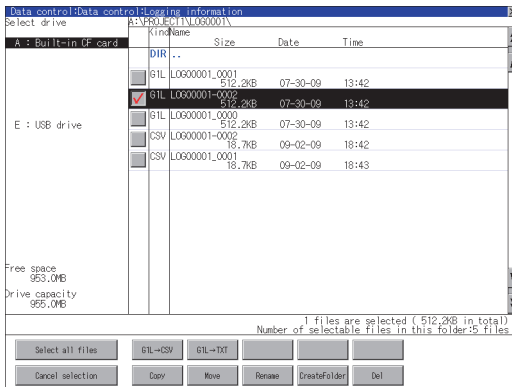 Data control:Data control:Logging information
Select drive A:\PROJECT1\LOG0001\
Kind Name
Size Date Time
A : Built-in CF card
DIR ..
G1L LOG00001_0001
512.2KB 07-30-09 13:42
G1L LOG00001-0002
512.2KB 07-30-09 13:42
G1L LOG00001_0000
512.2KB 07-30-09 13:42
E : USB drive
CSV LOG00001-0002
18.7KB 09-02-09 18:42
CSV LOG00001_0001
18.7KB 09-02-09 18:43
Free space
953.0MB
Drive capacity
955.0MB
1 files are selected ( 512.2KB in total)
Number of selectable files in this folder:5 files
Select all files G1L→CSV G1L→TXT
Cancel selection Copy Move Rename CreateFolder Del